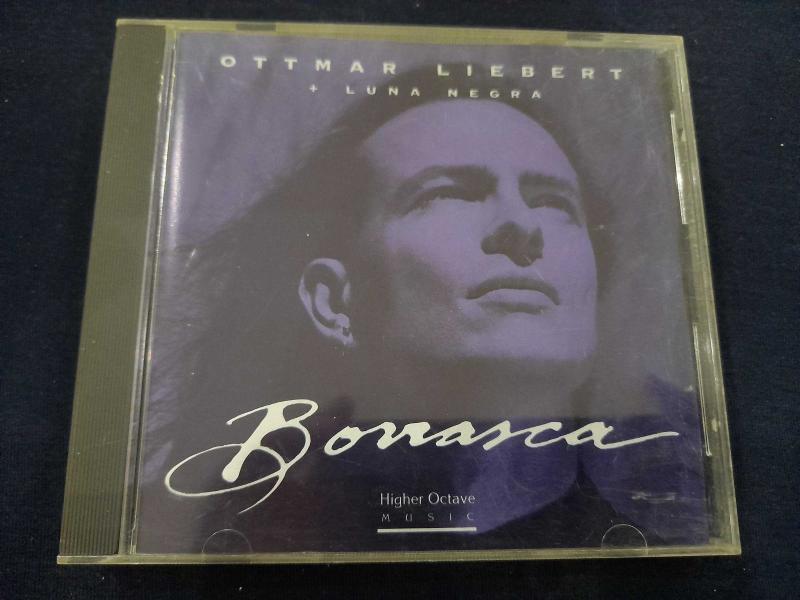 OTTMAR LIEBERT
+ LUNA NEGRA
Borrasca
Higher Octave
MUSIC